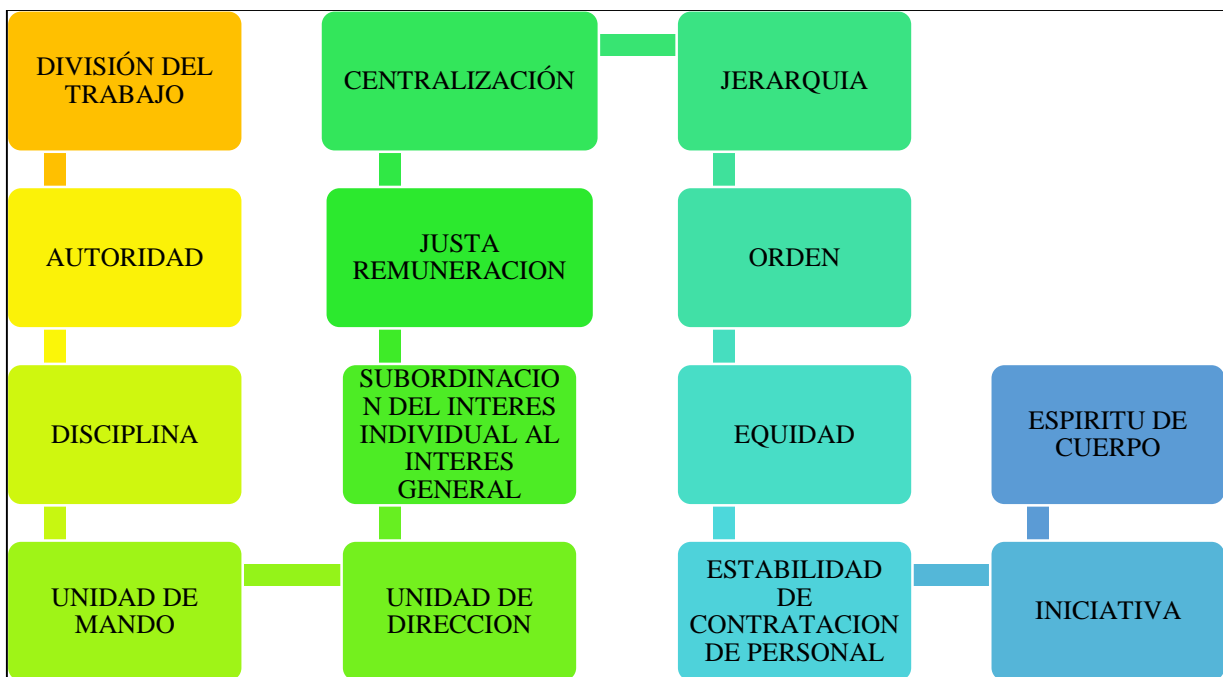 DIVISIÓN DEL
TRABAJO
AUTORIDAD
DISCIPLINA
UNIDAD DE
MANDO
UNIDAD DE
DIRECCION
SUBORDINACIO
N DEL INTERES
INDIVIDUAL AL
INTERES
GENERAL
JUSTA
REMUNERACION
CENTRALIZACIÓN
JERARQUIA
ORDEN
EQUIDAD
ESTABILIDAD
DE
CONTRATACION
DE PERSONAL
INICIATIVA
ESPIRITU DE
CUERPO